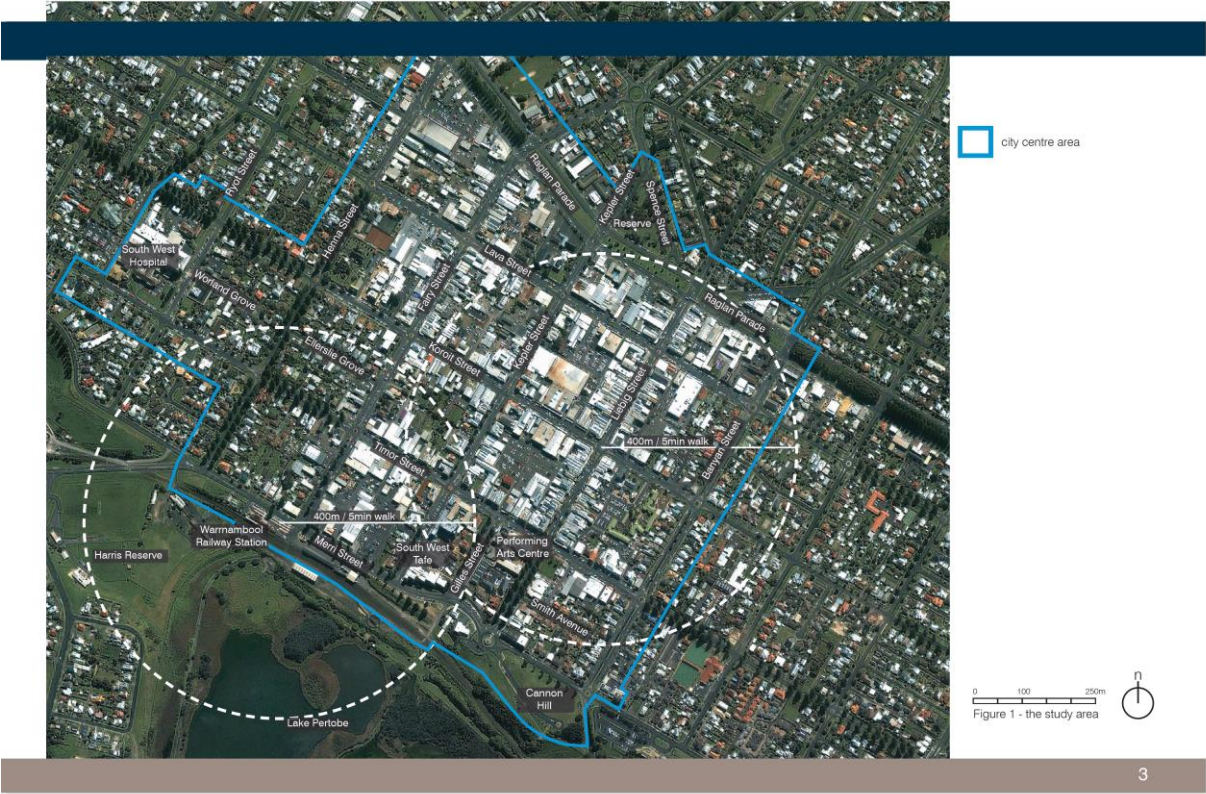 city centre area
Raglan Parade
Kepler Street
Spence Street
Reserve
Ryot Street
Henna Street
South West
Hospital
Worland Grove
Lava Street
Fairy Street
Raglan Parade
Kepler Street
Ellerslie Grove
Koroit Street
Liebig Street
400m / 5min walk
Banyan Street
Timor Street
400m / 5min walk
Warrnambool
Railway Station
Merri Street
South West
Tafe
Gilles Street
Performing
Arts Centre
Harris Reserve
Smith Avenue
Cannon
Hill
Lake Pertobe
n
0 100 250m
Figure 1 - the study area
3